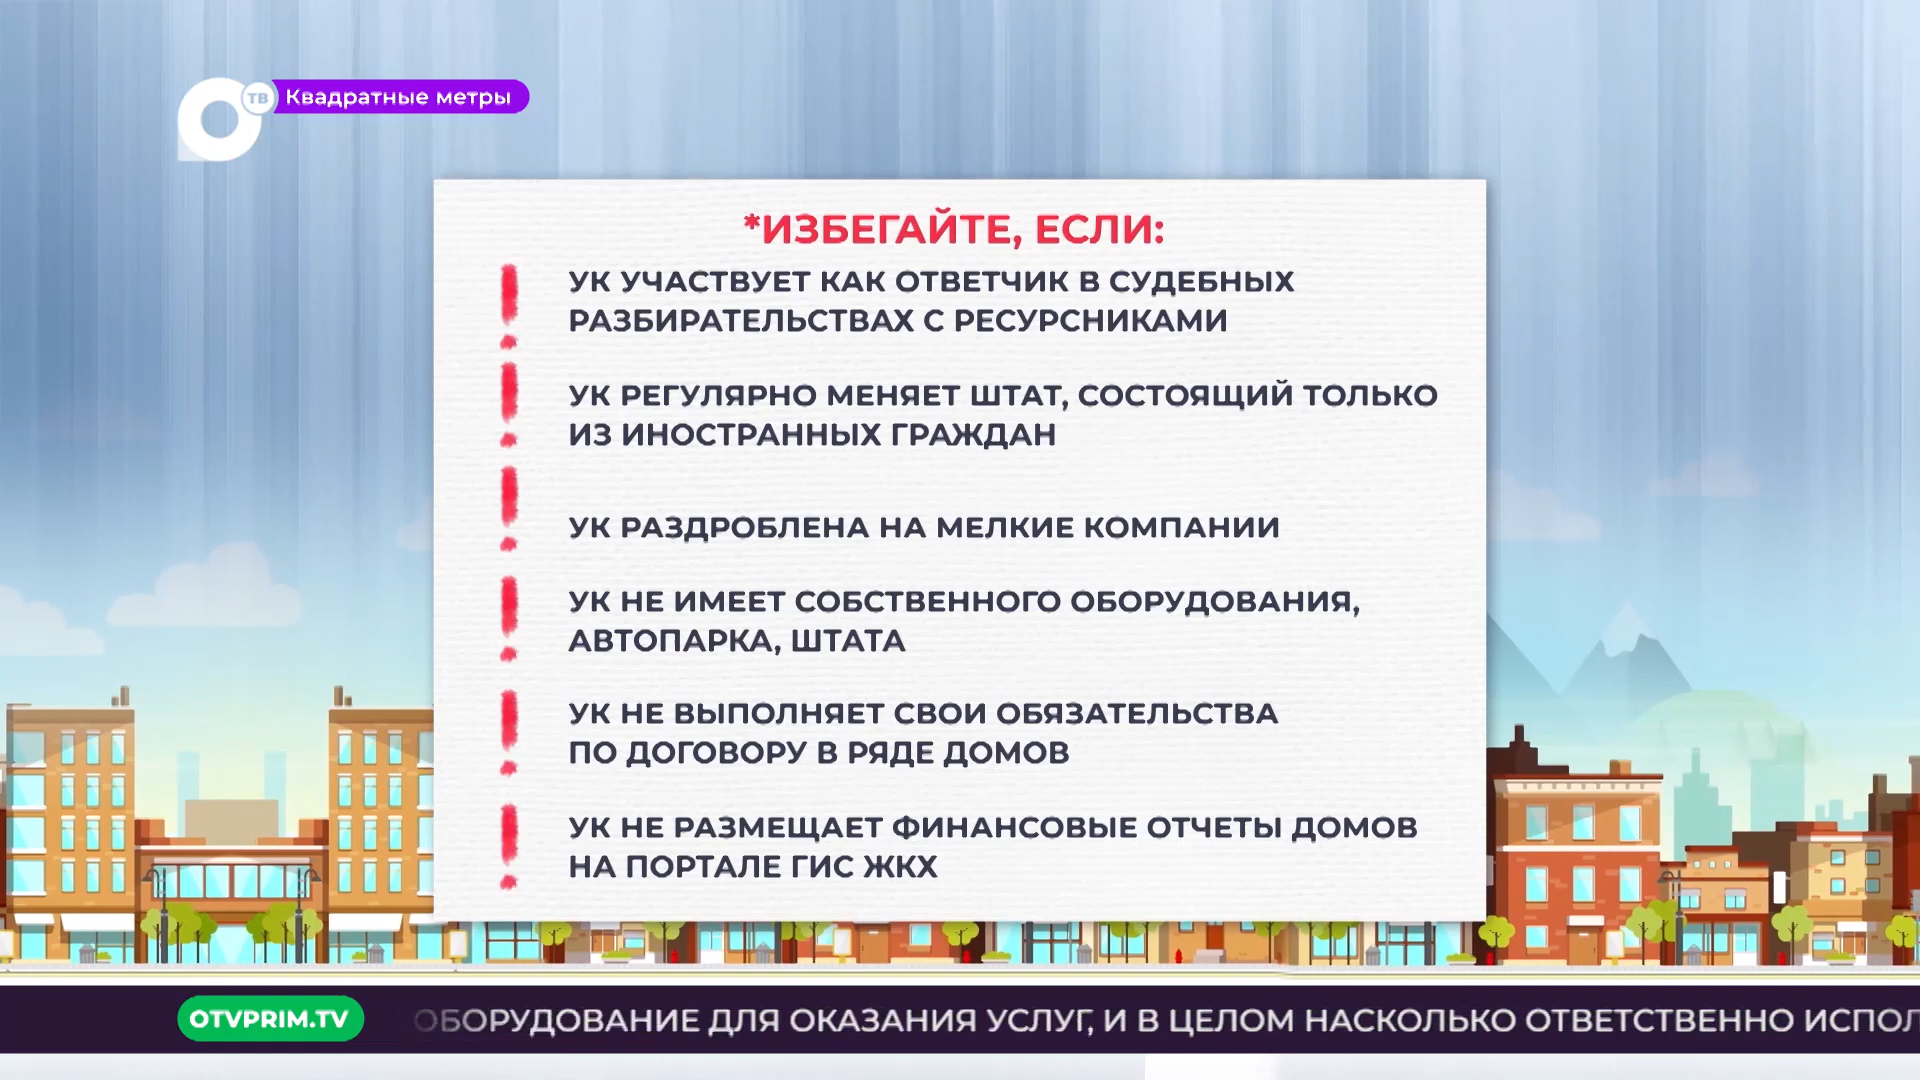 ТВ
Квадратные метры
*ИЗБЕГАЙТЕ, ЕСЛИ:
УК УЧАСТВУЕТ КАК ОТВЕТЧИК В СУДЕБНЫХ
РАЗБИРАТЕЛЬСТВАХ С РЕСУРСНИКАМИ
УК РЕГУЛЯРНО МЕНЯЕТ ШТАТ, СОСТОЯЩИЙ ТОЛЬКО
ИЗ ИНОСТРАННЫХ ГРАЖДАН
УК РАЗДРОБЛЕНА НА МЕЛКИЕ КОМПАНИИ
УК НЕ ИМЕЕТ СОБСТВЕННОГО ОБОРУДОВАНИЯ,
АВТОПАРКА, ШТАТА
УК НЕ ВЫПОЛНЯЕТ СВОИ ОБЯЗАТЕЛЬСТВА
ПО ДОГОВОРУ В РЯДЕ ДОМОВ
УК НЕ РАЗМЕЩАЕТ ФИНАНСОВЫЕ ОТЧЕТЫ ДОМОВ
НА ПОРТАЛЕ ГИС ЖКХ
OTVPRIM.TV
ОБОРУДОВАНИЕ ДЛЯ ОКАЗАНИЯ УСЛУГ, И В ЦЕЛОМ НАСКОЛЬКО ОТВЕТСТВЕННО ИСПОЛ